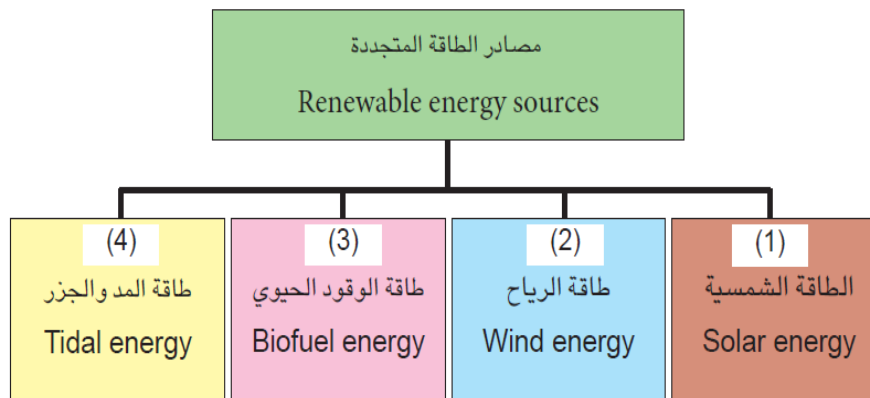 مصادر الطاقة المتجددة
Renewable energy sources
(1)
الطاقة الشمسية
Solar energy
(2)
طاقة الرياح
Wind energy
(3)
طاقة الوقود الحيوي
Biofuel energy
(4)
طاقة المد والجزر
Tidal energy